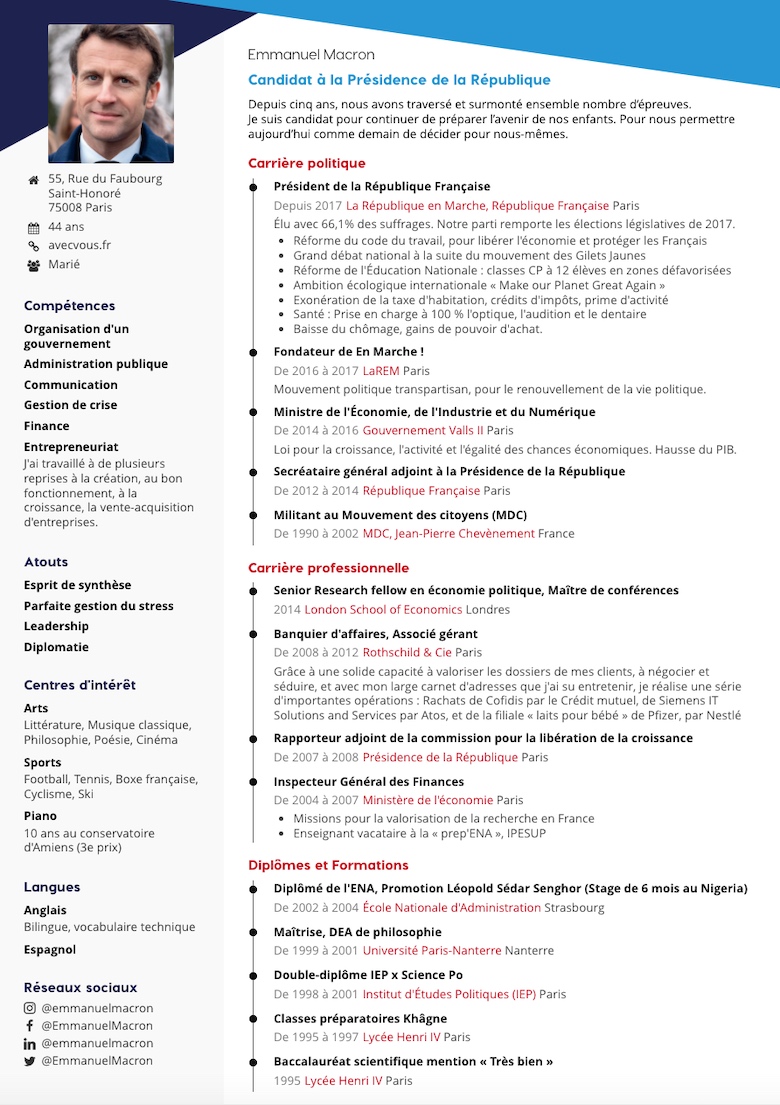 55, Rue du Faubourg
Saint-Honoré
75008 Paris
44 ans
avecvous.fr
Marié
Compétences
Organisation d'un
gouvernement
Administration publique
Communication
Gestion de crise
Finance
Entrepreneuriat
J'ai travaillé à de plusieurs
reprises à la création, au bon
fonctionnement, à la
croissance, la vente-acquisition
d'entreprises.
Atouts
Esprit de synthèse
Parfaite gestion du stress
Leadership
Diplomatie
Centres d'intérêt
Arts
Littérature, Musique classique,
Philosophie, Poésie, Cinéma
Sports
Football, Tennis, Boxe française,
Cyclisme, Ski
Piano
10 ans au conservatoire
d'Amiens (3e prix)
Langues
Anglais
Bilingue, vocabulaire technique
Espagnol
Réseaux sociaux
@emmanuelmacron
@EmmanuelMacron
@emmanuelmacron
@EmmanuelMacron
Emmanuel Macron
Candidat à la Présidence de la République
Depuis cinq ans, nous avons traversé et surmonté ensemble nombre d'épreuves.
Je suis candidat pour continuer de préparer l'avenir de nos enfants. Pour nous permettre
aujourd'hui comme demain de décider pour nous-mêmes.
Carrière politique
Président de la République Française
Depuis 2017 La République en Marche, République Française Paris
Élu avec 66,1% des suffrages. Notre parti remporte les élections législatives de 2017.
• Réforme du code du travail, pour libérer l'économie et protéger les Français
• Grand débat national à la suite du mouvement des Gilets Jaunes
• Réforme de l'Éducation Nationale : classes CP à 12 élèves en zones défavorisées
• Ambition écologique internationale « Make our Planet Great Again »
• Exonération de la taxe d'habitation, crédits d'impôts, prime d'activité
• Santé : Prise en charge à 100 % l'optique, l'audition et le dentaire
• Baisse du chômage, gains de pouvoir d'achat.
Fondateur de En Marche !
De 2016 à 2017 LaREM Paris
Mouvement politique transpartisan, pour le renouvellement de la vie politique.
Ministre de l'Économie, de l'Industrie et du Numérique
De 2014 à 2016 Gouvernement Valls II Paris
Loi pour la croissance, l'activité et l'égalité des chances économiques. Hausse du PIB.
Secréataire général adjoint à la Présidence de la République
De 2012 à 2014 République Française Paris
Militant au Mouvement des citoyens (MDC)
De 1990 à 2002 MDC, Jean-Pierre Chevènement France
Carrière professionnelle
Senior Research fellow en économie politique, Maître de conférences
2014 London School of Economics Londres
Banquier d'affaires, Associé gérant
De 2008 à 2012 Rothschild & Cie Paris
Grâce à une solide capacité à valoriser les dossiers de mes clients, à négocier et
séduire, et avec mon large carnet d'adresses que j'ai su entretenir, je réalise une série
d'importantes opérations : Rachats de Cofidis par le Crédit mutuel, de Siemens IT
Solutions and Services par Atos, et de la filiale « laits pour bébé » de Pfizer, par Nestlé
Rapporteur adjoint de la commission pour la libération de la croissance
De 2007 à 2008 Présidence de la République Paris
Inspecteur Général des Finances
De 2004 à 2007 Ministère de l'économie Paris
• Missions pour la valorisation de la recherche en France
• Enseignant vacataire à la « prep'ENA », IPESUP
Diplômes et Formations
Diplômé de l'ENA, Promotion Léopold Sédar Senghor (Stage de 6 mois au Nigeria)
De 2002 à 2004 École Nationale d'Administration Strasbourg
Maîtrise, DEA de philosophie
De 1999 à 2001 Université Paris-Nanterre Nanterre
Double-diplôme IEP x Science Po
De 1998 à 2001 Institut d'Études Politiques (IEP) Paris
Classes préparatoires Khâgne
De 1995 à 1997 Lycée Henri IV Paris
Baccalauréat scientifique mention « Très bien »
1995 Lycée Henri IV Paris